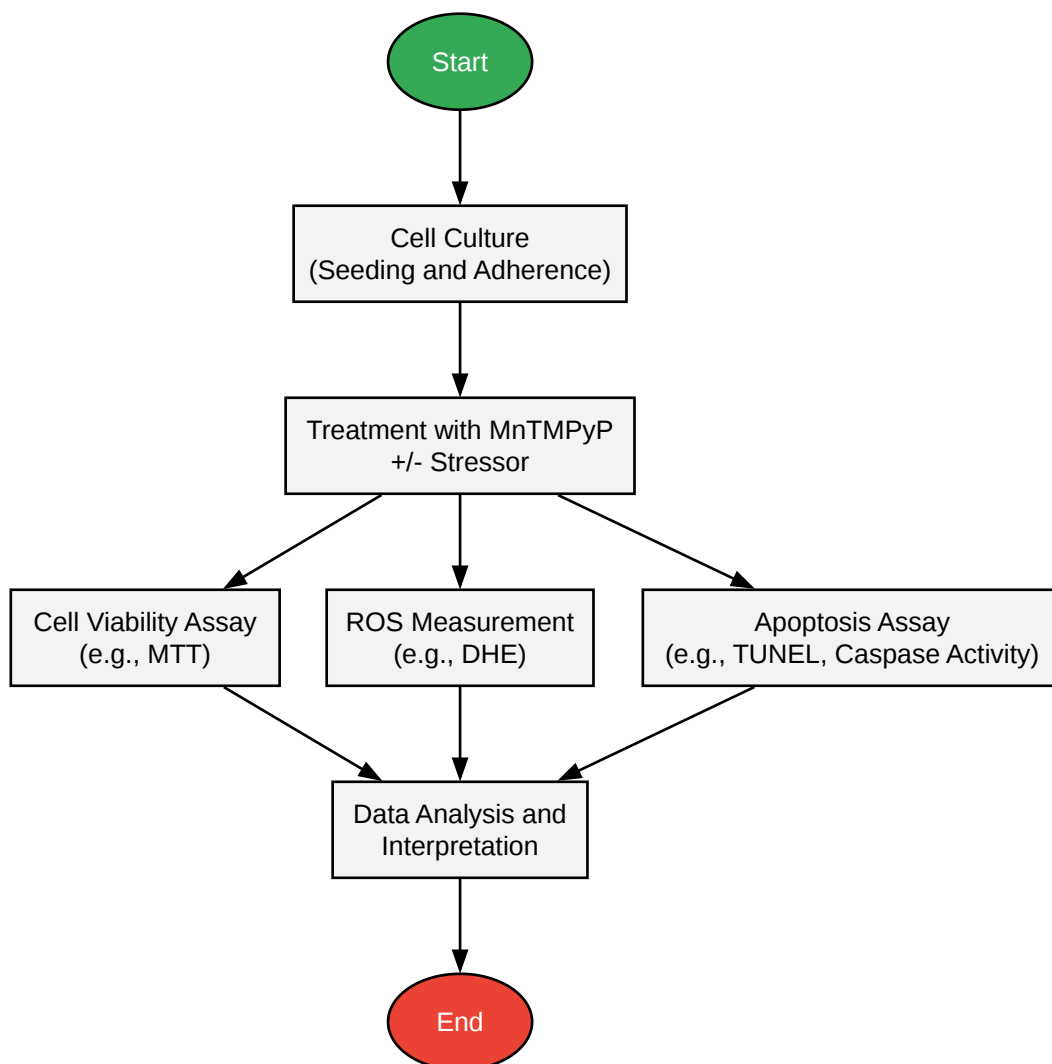 Start
Cell Culture
(Seeding and Adherence)
Treatment with MnTMPyP
+/- Stressor
Cell Viability Assay
(e.g., MTT)
ROS Measurement
(e.g., DHE)
Apoptosis Assay
(e.g., TUNEL, Caspase Activity)
Data Analysis and
Interpretation
End